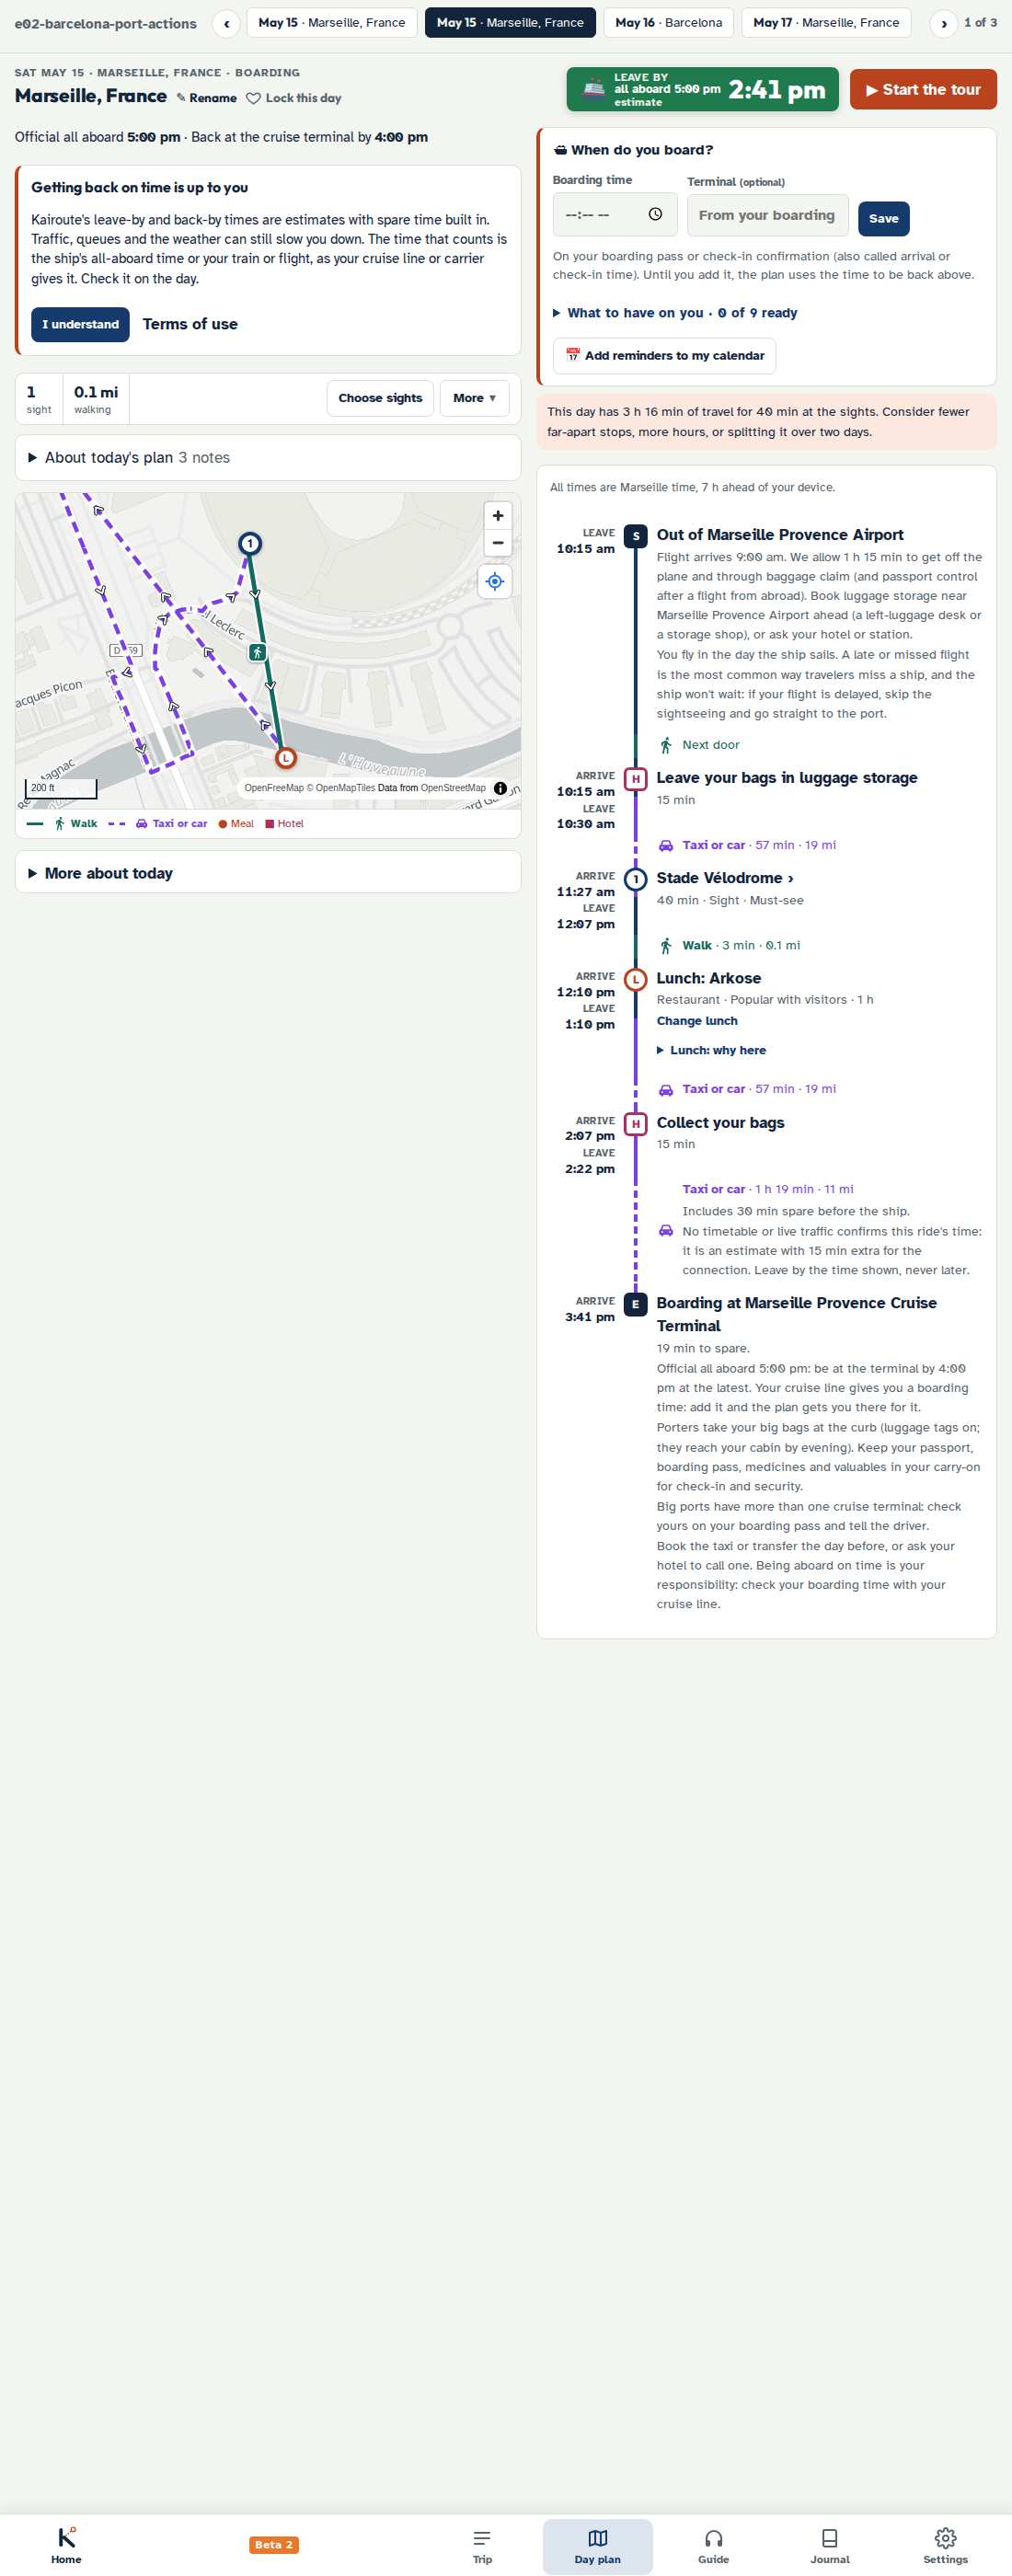 e02-barcelona-port-actions
‹
May 15 · Marseille, France
May 15 · Marseille, France
May 16 · Barcelona
May 17 · Marseille, France
›
1 of 3
SAT MAY 15 · MARSEILLE, FRANCE · BOARDING
Marseille, France ✎ Rename Lock this day
LEAVE BY
all aboard 5:00 pm
estimate
2:41 pm
▶ Start the tour
Official all aboard 5:00 pm · Back at the cruise terminal by 4:00 pm
Getting back on time is up to you
Kairoute's leave-by and back-by times are estimates with spare time built in.
Traffic, queues and the weather can still slow you down. The time that counts is
the ship's all-aboard time or your train or flight, as your cruise line or carrier
gives it. Check it on the day.
I understand
Terms of use
1
sight
0.1 mi
walking
Choose sights
More ▾
▶ About today's plan 3 notes
+
−
1
l Leclerc
D 59
acques Picon
L
L'Huveaune
200 ft
OpenFreeMap © OpenMapTiles Data from OpenStreetMap
Walk
Taxi or car
Meal
Hotel
▶ More about today
When do you board?
Boarding time
Terminal (optional)
--:-- --
From your boarding
Save
On your boarding pass or check-in confirmation (also called arrival or
check-in time). Until you add it, the plan uses the time to be back above.
▶ What to have on you · 0 of 9 ready
Add reminders to my calendar
This day has 3 h 16 min of travel for 40 min at the sights. Consider fewer
far-apart stops, more hours, or splitting it over two days.
All times are Marseille time, 7 h ahead of your device.
LEAVE
10:15 am
S
Out of Marseille Provence Airport
Flight arrives 9:00 am. We allow 1 h 15 min to get off the
plane and through baggage claim (and passport control
after a flight from abroad). Book luggage storage near
Marseille Provence Airport ahead (a left-luggage desk or
a storage shop), or ask your hotel or station.
You fly in the day the ship sails. A late or missed flight
is the most common way travelers miss a ship, and the
ship won't wait: if your flight is delayed, skip the
sightseeing and go straight to the port.
Next door
ARRIVE
10:15 am
LEAVE
10:30 am
H
Leave your bags in luggage storage
15 min
Taxi or car · 57 min · 19 mi
ARRIVE
11:27 am
LEAVE
12:07 pm
1
Stade Vélodrome ›
40 min · Sight · Must-see
Walk · 3 min · 0.1 mi
ARRIVE
12:10 pm
LEAVE
1:10 pm
L
Lunch: Arkose
Restaurant · Popular with visitors · 1 h
Change lunch
▶ Lunch: why here
Taxi or car · 57 min · 19 mi
ARRIVE
2:07 pm
LEAVE
2:22 pm
H
Collect your bags
15 min
Taxi or car · 1 h 19 min · 11 mi
Includes 30 min spare before the ship.
No timetable or live traffic confirms this ride's time:
it is an estimate with 15 min extra for the
connection. Leave by the time shown, never later.
ARRIVE
3:41 pm
E
Boarding at Marseille Provence Cruise
Terminal
19 min to spare.
Official all aboard 5:00 pm: be at the terminal by 4:00
pm at the latest. Your cruise line gives you a boarding
time: add it and the plan gets you there for it.
Porters take your big bags at the curb (luggage tags on;
they reach your cabin by evening). Keep your passport,
boarding pass, medicines and valuables in your carry-on
for check-in and security.
Big ports have more than one cruise terminal: check
yours on your boarding pass and tell the driver.
Book the taxi or transfer the day before, or ask your
hotel to call one. Being aboard on time is your
responsibility: check your boarding time with your
cruise line.
Home
Beta 2
Trip
Day plan
Guide
Journal
Settings